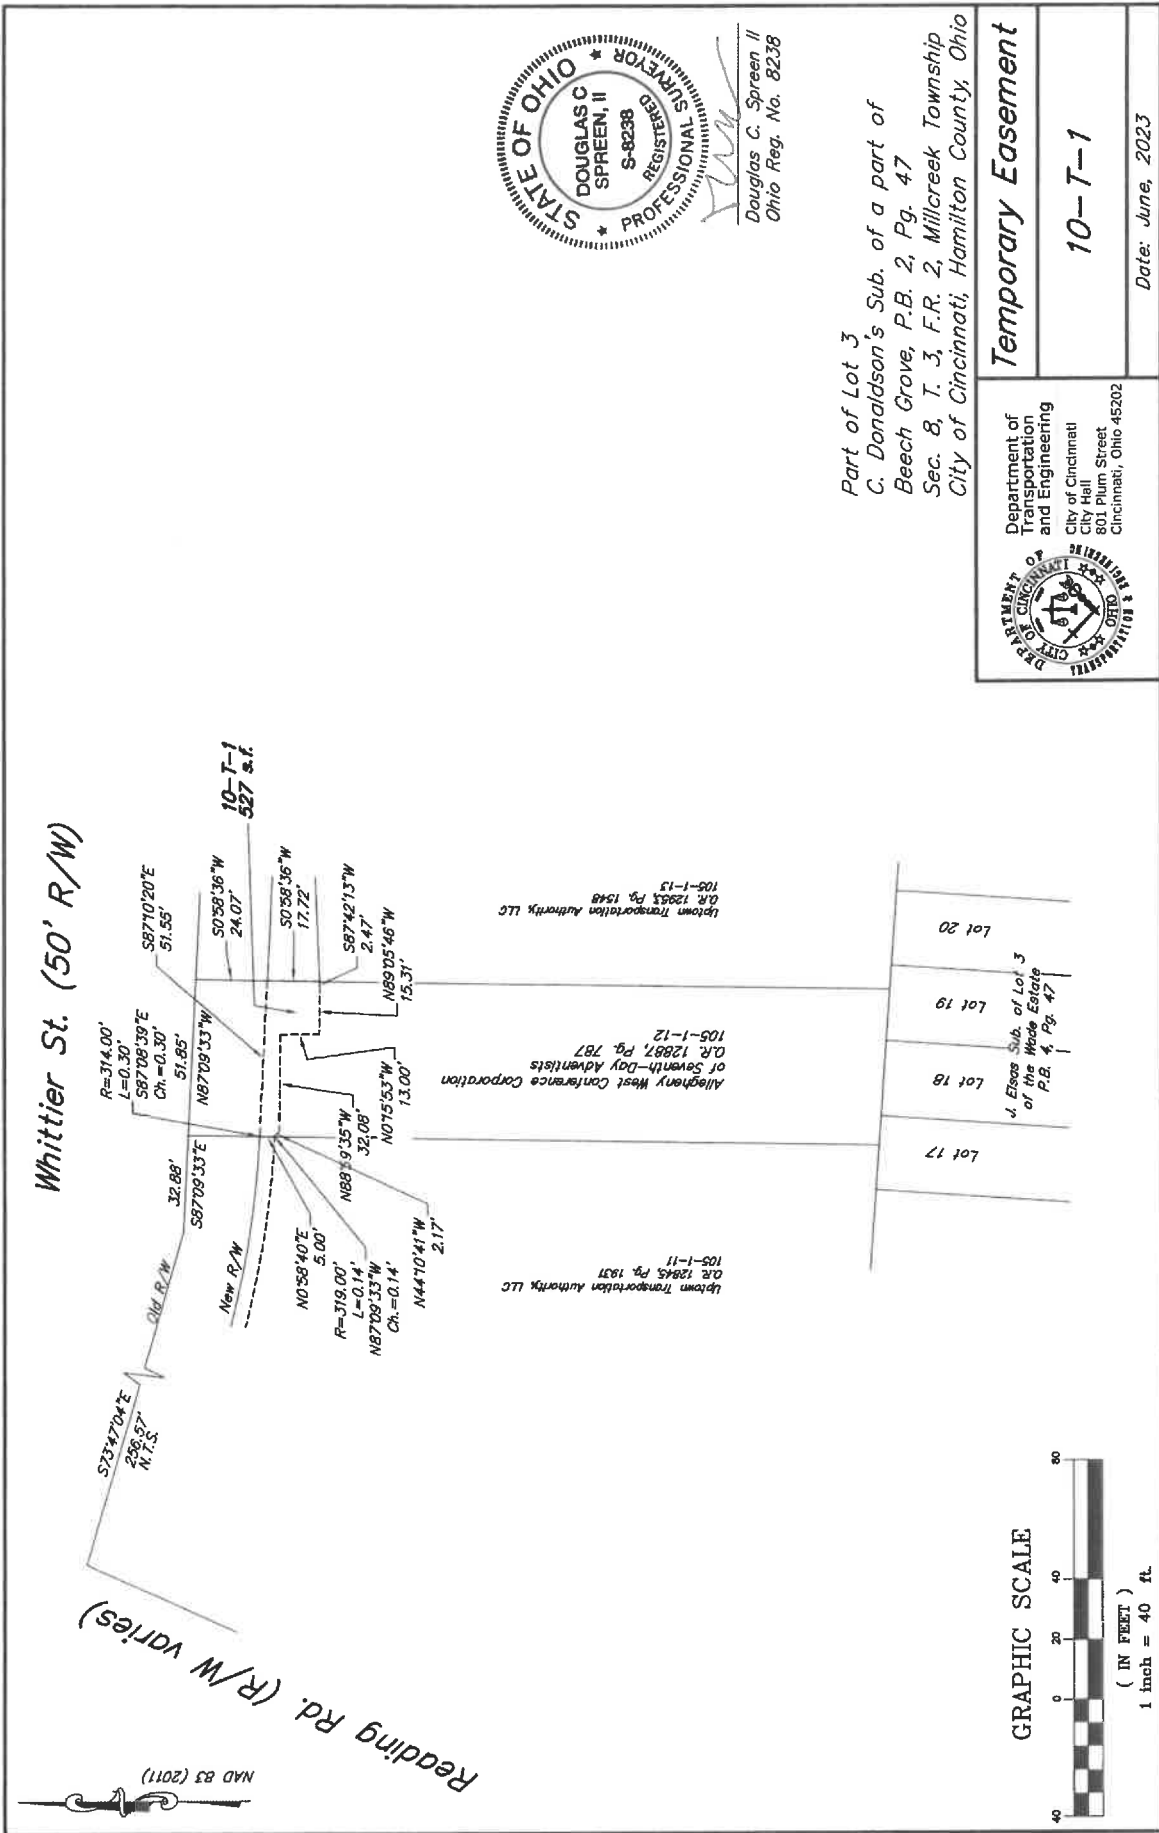 Whittier St. (50' R/W)
Reading Rd. (R/W varies)
NAD 83 (2011)
S73°47'04"E
256.57'
N.T.S.
Old R/W
New R/W
32.88'
S87°09'33"E
R=314.00'
L=0.30'
S87°08'39"E
Ch.=0.30'
51.85'
N87°09'33"W
S87°10'20"E
51.55'
S0°58'36"W
24.07'
10-T-1
527 s.f.
S0°58'36"W
17.72'
S87°42'13"W
2.47'
N89°05'46"W
15.31'
N0°15'53"W
13.00'
N88°59'35"W
32.08'
N0°58'40"E
5.00'
R=319.00'
L=0.14'
N87°09'33"W
Ch.=0.14'
N44°10'41"W
2.17'
Uptown Transportation Authority, LLC
O.R. 12845, Pg. 1931
105-1-11
Allegheny West Conference Corporation
of Seventh-Day Adventists
O.R. 12887, Pg. 787
105-1-12
Uptown Transportation Authority, LLC
O.R. 12953, Pg. 1548
105-1-13
Lot 17
Lot 18
Lot 19
Lot 20
J. Elsas Sub. of Lot 3
of the Wade Estate
P.B. 4, Pg. 47
STATE OF OHIO
DOUGLAS C
SPREEN, II
S-8238
REGISTERED
PROFESSIONAL SURVEYOR
Douglas C. Spreen II
Ohio Reg. No. 8238
Part of Lot 3
C. Donaldson's Sub. of a part of
Beech Grove, P.B. 2, Pg. 47
Sec. 8, T. 3, F.R. 2, Millcreek Township
City of Cincinnati, Hamilton County, Ohio
GRAPHIC SCALE
40 0 20 40 80
( IN FEET )
1 inch = 40 ft.
DEPARTMENT OF
TRANSPORTATION & ENGINEERING
CITY OF CINCINNATI
OHIO
Department of
Transportation
and Engineering
City of Cincinnati
City Hall
801 Plum Street
Cincinnati, Ohio 45202
Temporary Easement
10-T-1
Date: June, 2023